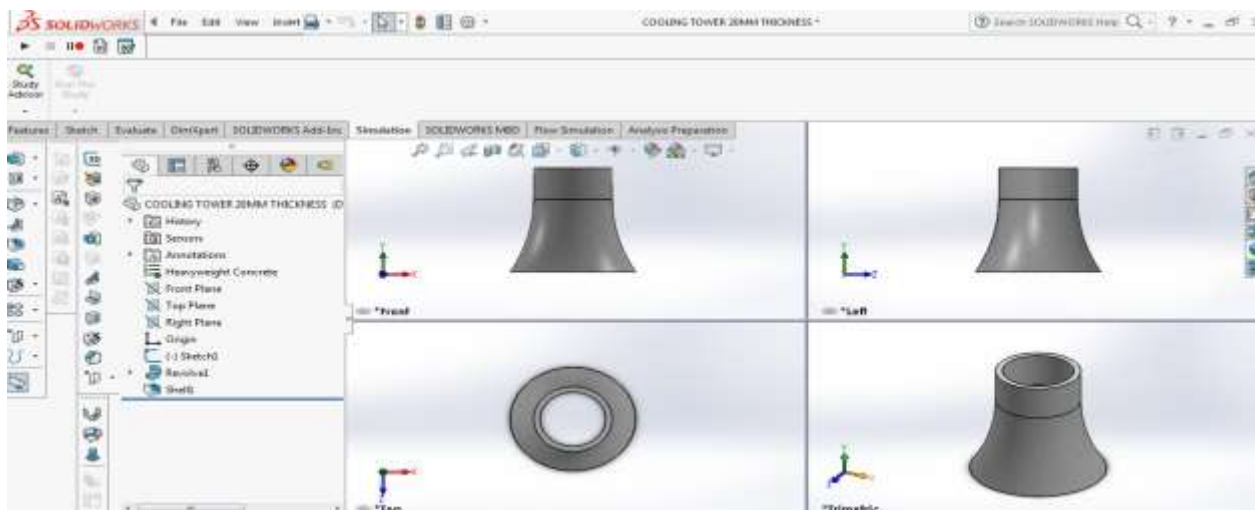 SOLIDWORKS File Edit View Insert COOLING TOWER 20MM THICKNESS * Search SOLIDWORKS Help
Study
Advisor
Features Sketch Evaluate DimXpert SOLIDWORKS Add-Ins Simulation SOLIDWORKS MBD Flow Simulation Analysis Preparation
COOLING TOWER 20MM THICKNESS (D
History
Sensors
Annotations
Heavyweight Concrete
Front Plane
Top Plane
Right Plane
Origin
(-) Sketch1
Revolve1
Shell1
*Front
*Left
*Top
*Trimetric